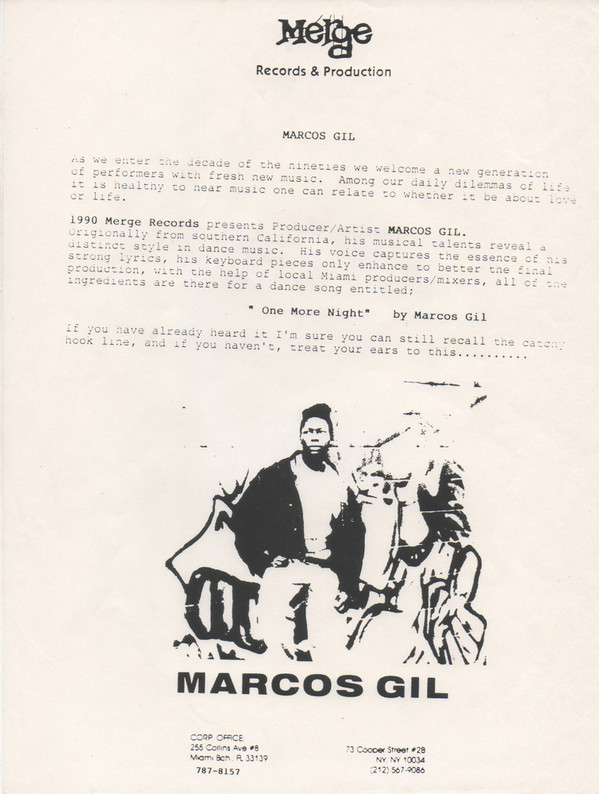 Merge
Records & Production
MARCOS GIL
As we enter the decade of the nineties we welcome a new generation
of performers with fresh new music. Among our daily dilemmas of life
it is healthy to hear music one can relate to whether it be about love
or life.
1990 Merge Records presents Producer/Artist MARCOS GIL.
Origionally from southern California, his musical talents reveal a
distinct style in dance music. His voice captures the essence of his
strong lyrics, his keyboard pieces only enhance to better the final
production, with the help of local Miami producers/mixers, all of the
ingredients are there for a dance song entitled;
" One More Night" by Marcos Gil
If you have already heard it I'm sure you can still recall the catchy
hook line, and if you haven't, treat your ears to this..........
MARCOS GIL
CORP. OFFICE:
255 Collins Ave #8
Miami Bch., FL 33139
787-8157
73 Cooper Street #2B
NY. NY 10034
(212) 567-9086